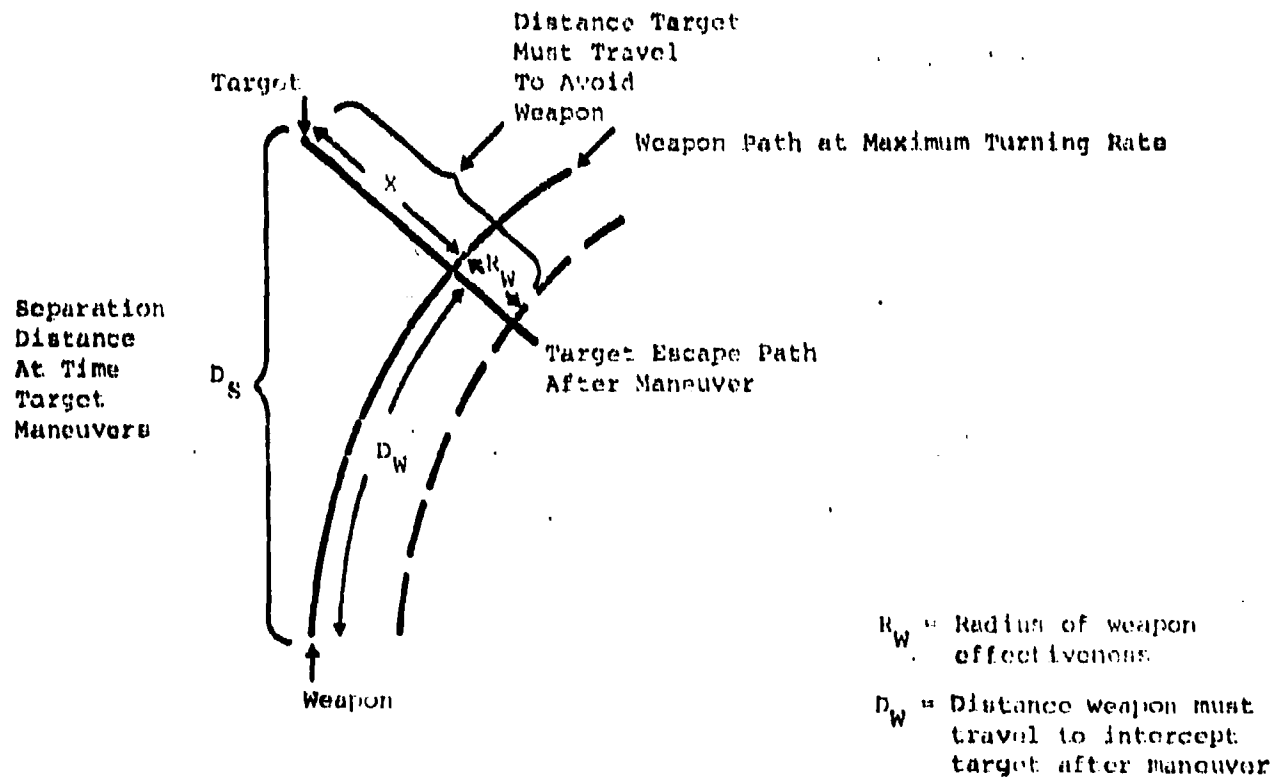 Distance Target
Must Travel
To Avoid
Weapon
Target
Weapon Path at Maximum Turning Rate
X
R_W
Separation
Distance
At Time
Target
Maneuvers
D_S
Target Escape Path
After Maneuver
D_W
Weapon
R_W = Radius of weapon
effectiveness
D_W = Distance weapon must
travel to intercept
target after maneuver